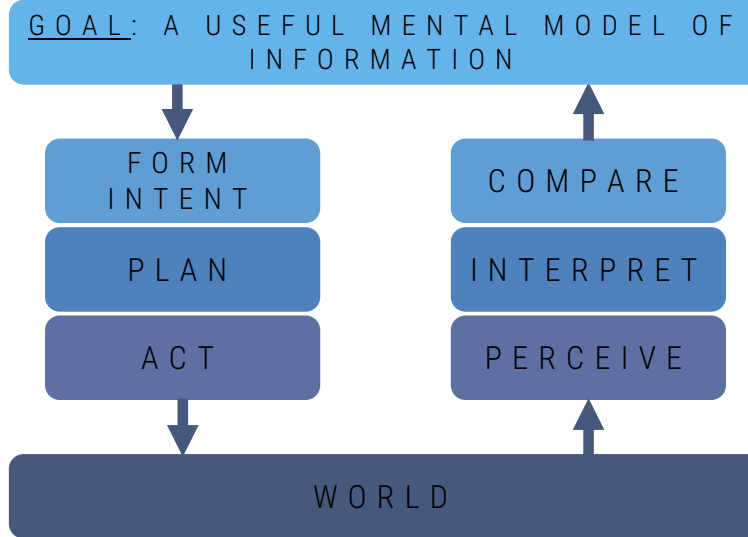 GOAL: A USEFUL MENTAL MODEL OF
INFORMATION
FORM
INTENT
PLAN
ACT
COMPARE
INTERPRET
PERCEIVE
WORLD